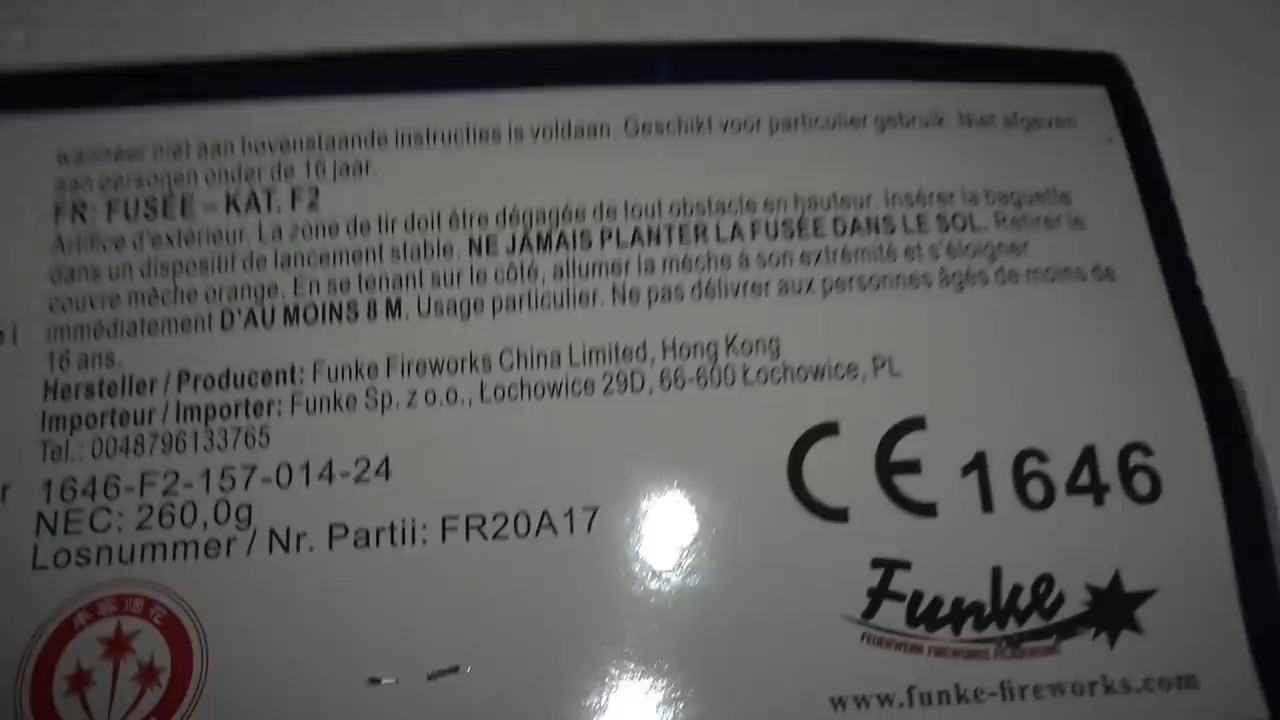 wanneer niet aan bovenstaande instructies is voldaan. Geschikt voor particulier gebruik. Niet afgeven
aan personen onder de 16 jaar.
FR: FUSÉE – KAT. F2
Artifice d'extérieur. La zone de tir doit être dégagée de tout obstacle en hauteur. Insérer la baguette
dans un dispositif de lancement stable. NE JAMAIS PLANTER LA FUSÉE DANS LE SOL. Retirer le
couvre mèche orange. En se tenant sur le côté, allumer la mèche à son extrémité et s'éloigner
immédiatement D'AU MOINS 8 M. Usage particulier. Ne pas délivrer aux personnes âgés de moins de
16 ans.
Hersteller / Producent: Funke Fireworks China Limited, Hong Kong
Importeur / Importer: Funke Sp. z o.o., Łochowice 29D, 66-600 Łochowice, PL
Tel.: 0048796133765
r 1646-F2-157-014-24
NEC: 260,0g
Losnummer / Nr. Partii: FR20A17
CE 1646
Funke
FEUERWERK FIREWORKS
www.funke-fireworks.com